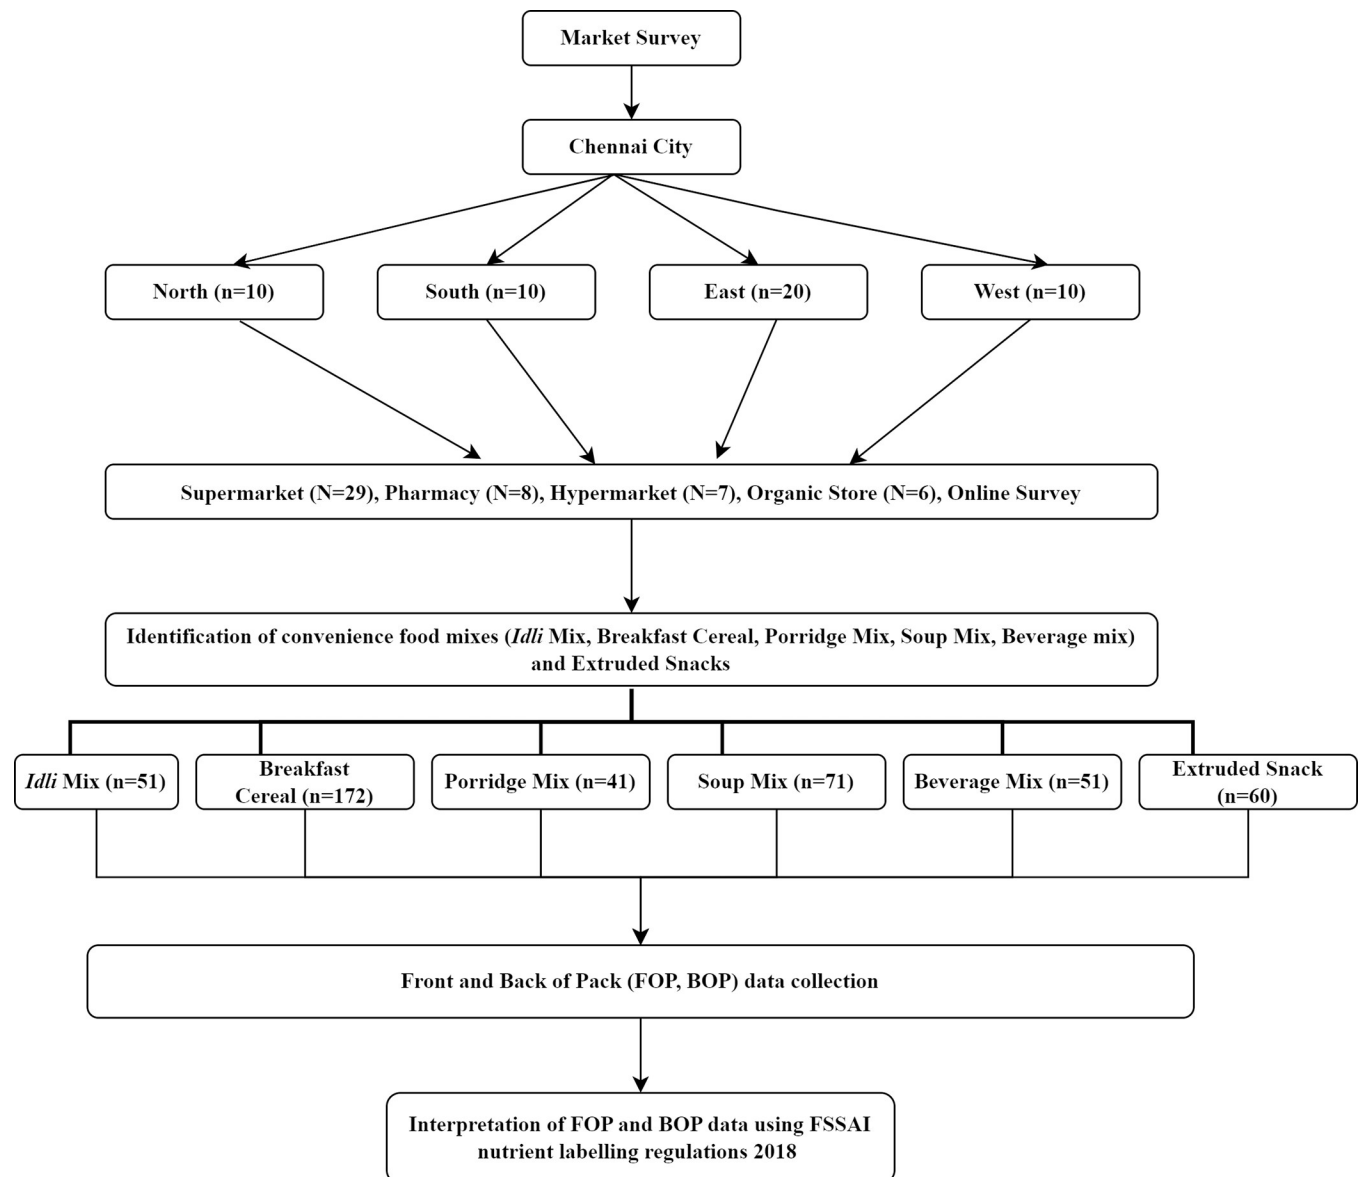 Market Survey
Chennai City
North (n=10)
South (n=10)
East (n=20)
West (n=10)
Supermarket (N=29), Pharmacy (N=8), Hypermarket (N=7), Organic Store (N=6), Online Survey
Identification of convenience food mixes (Idli Mix, Breakfast Cereal, Porridge Mix, Soup Mix, Beverage mix)
and Extruded Snacks
Idli Mix (n=51)
Breakfast
Cereal (n=172)
Porridge Mix (n=41)
Soup Mix (n=71)
Beverage Mix (n=51)
Extruded Snack
(n=60)
Front and Back of Pack (FOP, BOP) data collection
Interpretation of FOP and BOP data using FSSAI
nutrient labelling regulations 2018